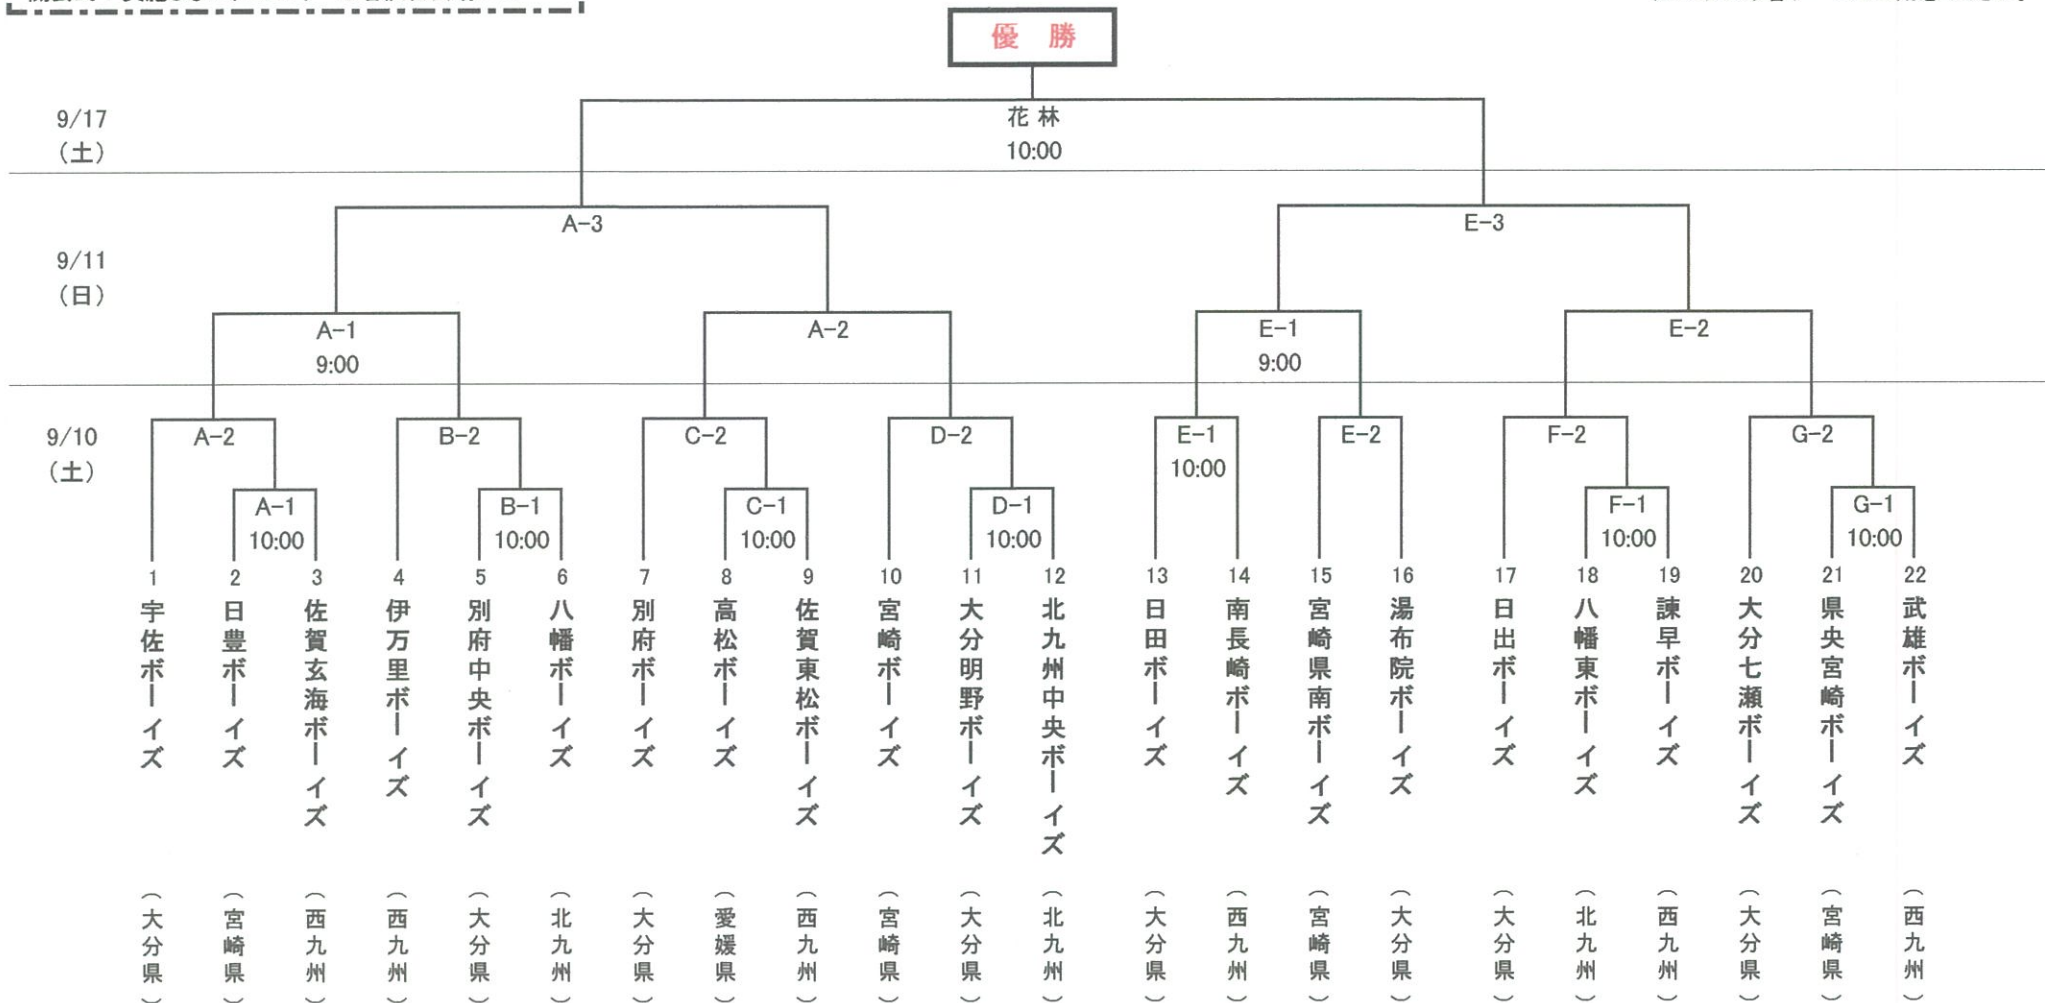 優 勝
9/17
（土）
花 林
10:00
A-3
E-3
9/11
（日）
A-1
9:00
A-2
E-1
9:00
E-2
9/10
（土）
A-2
B-2
C-2
D-2
E-1
10:00
E-2
F-2
G-2
A-1
10:00
B-1
10:00
C-1
10:00
D-1
10:00
F-1
10:00
G-1
10:00
1
宇佐ボーイズ
（大分県）
2
日豊ボーイズ
（宮崎県）
3
佐賀玄海ボーイズ
（西九州）
4
伊万里ボーイズ
（西九州）
5
別府中央ボーイズ
（大分県）
6
八幡ボーイズ
（北九州）
7
別府ボーイズ
（大分県）
8
高松ボーイズ
（愛媛県）
9
佐賀東松ボーイズ
（西九州）
10
宮崎ボーイズ
（宮崎県）
11
大分明野ボーイズ
（大分県）
12
北九州中央ボーイズ
（北九州）
13
日田ボーイズ
（大分県）
14
南長崎ボーイズ
（西九州）
15
宮崎県南ボーイズ
（宮崎県）
16
湯布院ボーイズ
（大分県）
17
日出ボーイズ
（大分県）
18
八幡東ボーイズ
（北九州）
19
諫早ボーイズ
（西九州）
20
大分七瀬ボーイズ
（大分県）
21
県央宮崎ボーイズ
（宮崎県）
22
武雄ボーイズ
（西九州）